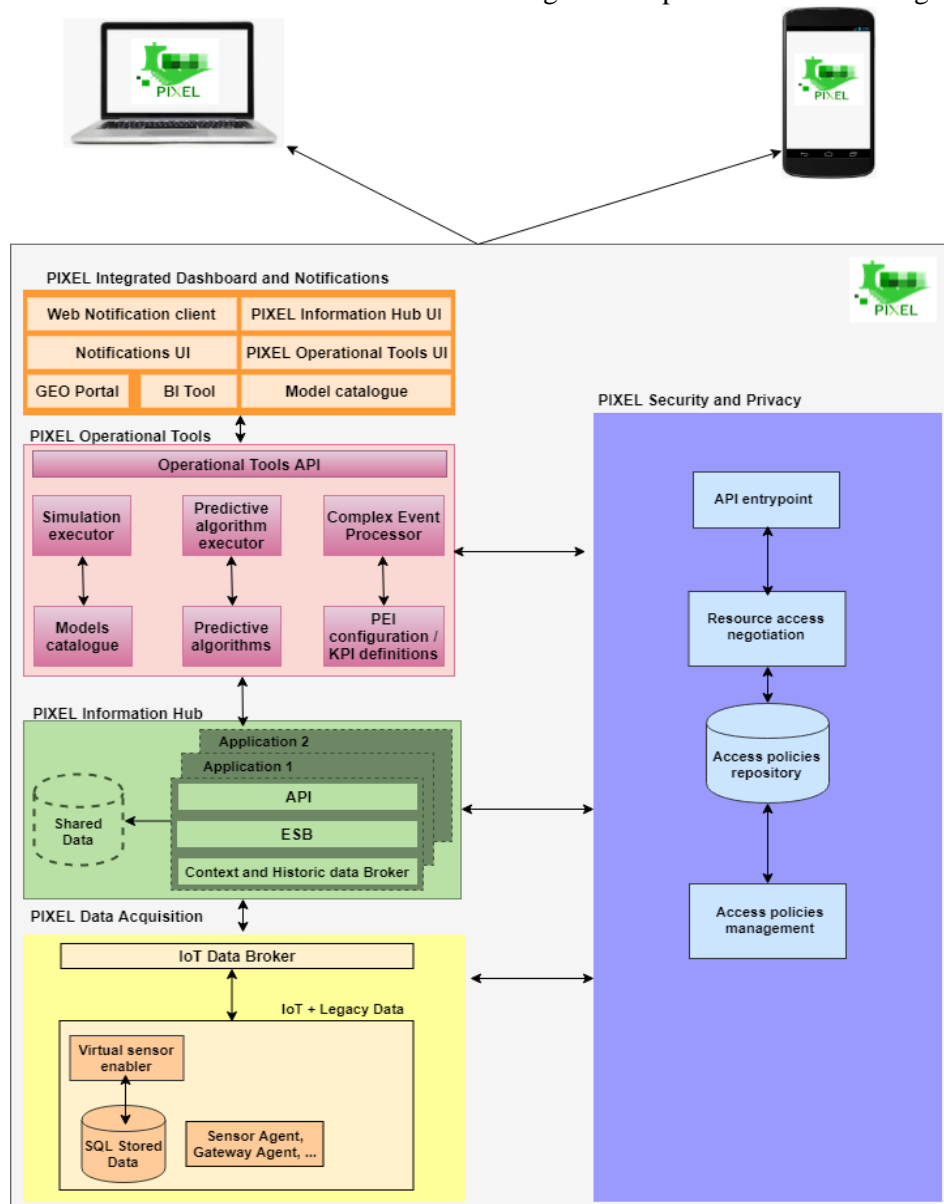 PIXEL
PIXEL
PIXEL
PIXEL Integrated Dashboard and Notifications
Web Notification client
PIXEL Information Hub UI
Notifications UI
PIXEL Operational Tools UI
GEO Portal
BI Tool
Model catalogue
PIXEL Operational Tools
Operational Tools API
Simulation
executor
Predictive
algorithm
executor
Complex Event
Processor
Models
catalogue
Predictive
algorithms
PEI
configuration /
KPI definitions
PIXEL Information Hub
Application 2
Application 1
API
ESB
Context and Historic data Broker
Shared
Data
PIXEL Data Acquisition
IoT Data Broker
IoT + Legacy Data
Virtual sensor
enabler
SQL Stored
Data
Sensor Agent,
Gateway Agent, ...
PIXEL Security and Privacy
API entrypoint
Resource access
negotiation
Access policies
repository
Access policies
management